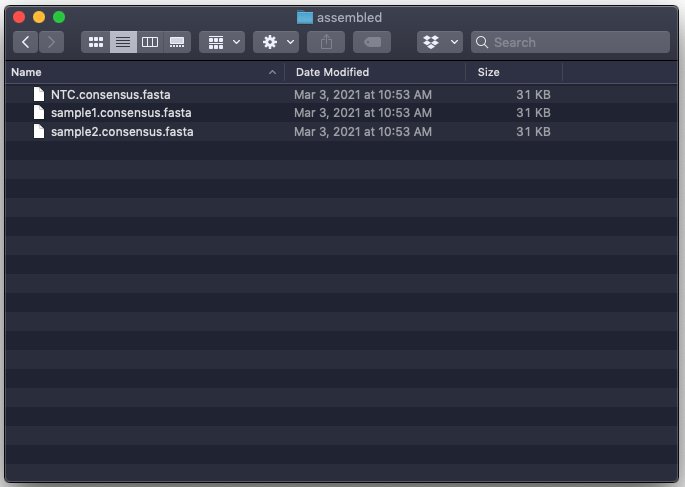 assembled
Search
Name Date Modified Size
NTC.consensus.fasta Mar 3, 2021 at 10:53 AM 31 KB
sample1.consensus.fasta Mar 3, 2021 at 10:53 AM 31 KB
sample2.consensus.fasta Mar 3, 2021 at 10:53 AM 31 KB